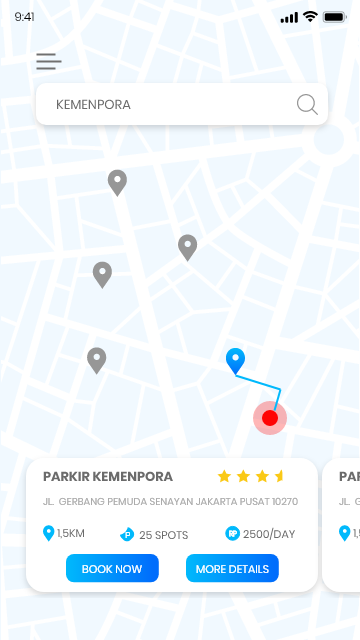 9:41
KEMENPORA
PARKIR KEMENPORA
JL. GERBANG PEMUDA SENAYAN JAKARTA PUSAT 10270
1,5KM
P 25 SPOTS
RP 2500/DAY
BOOK NOW
MORE DETAILS
PAR
JL. G
1,5